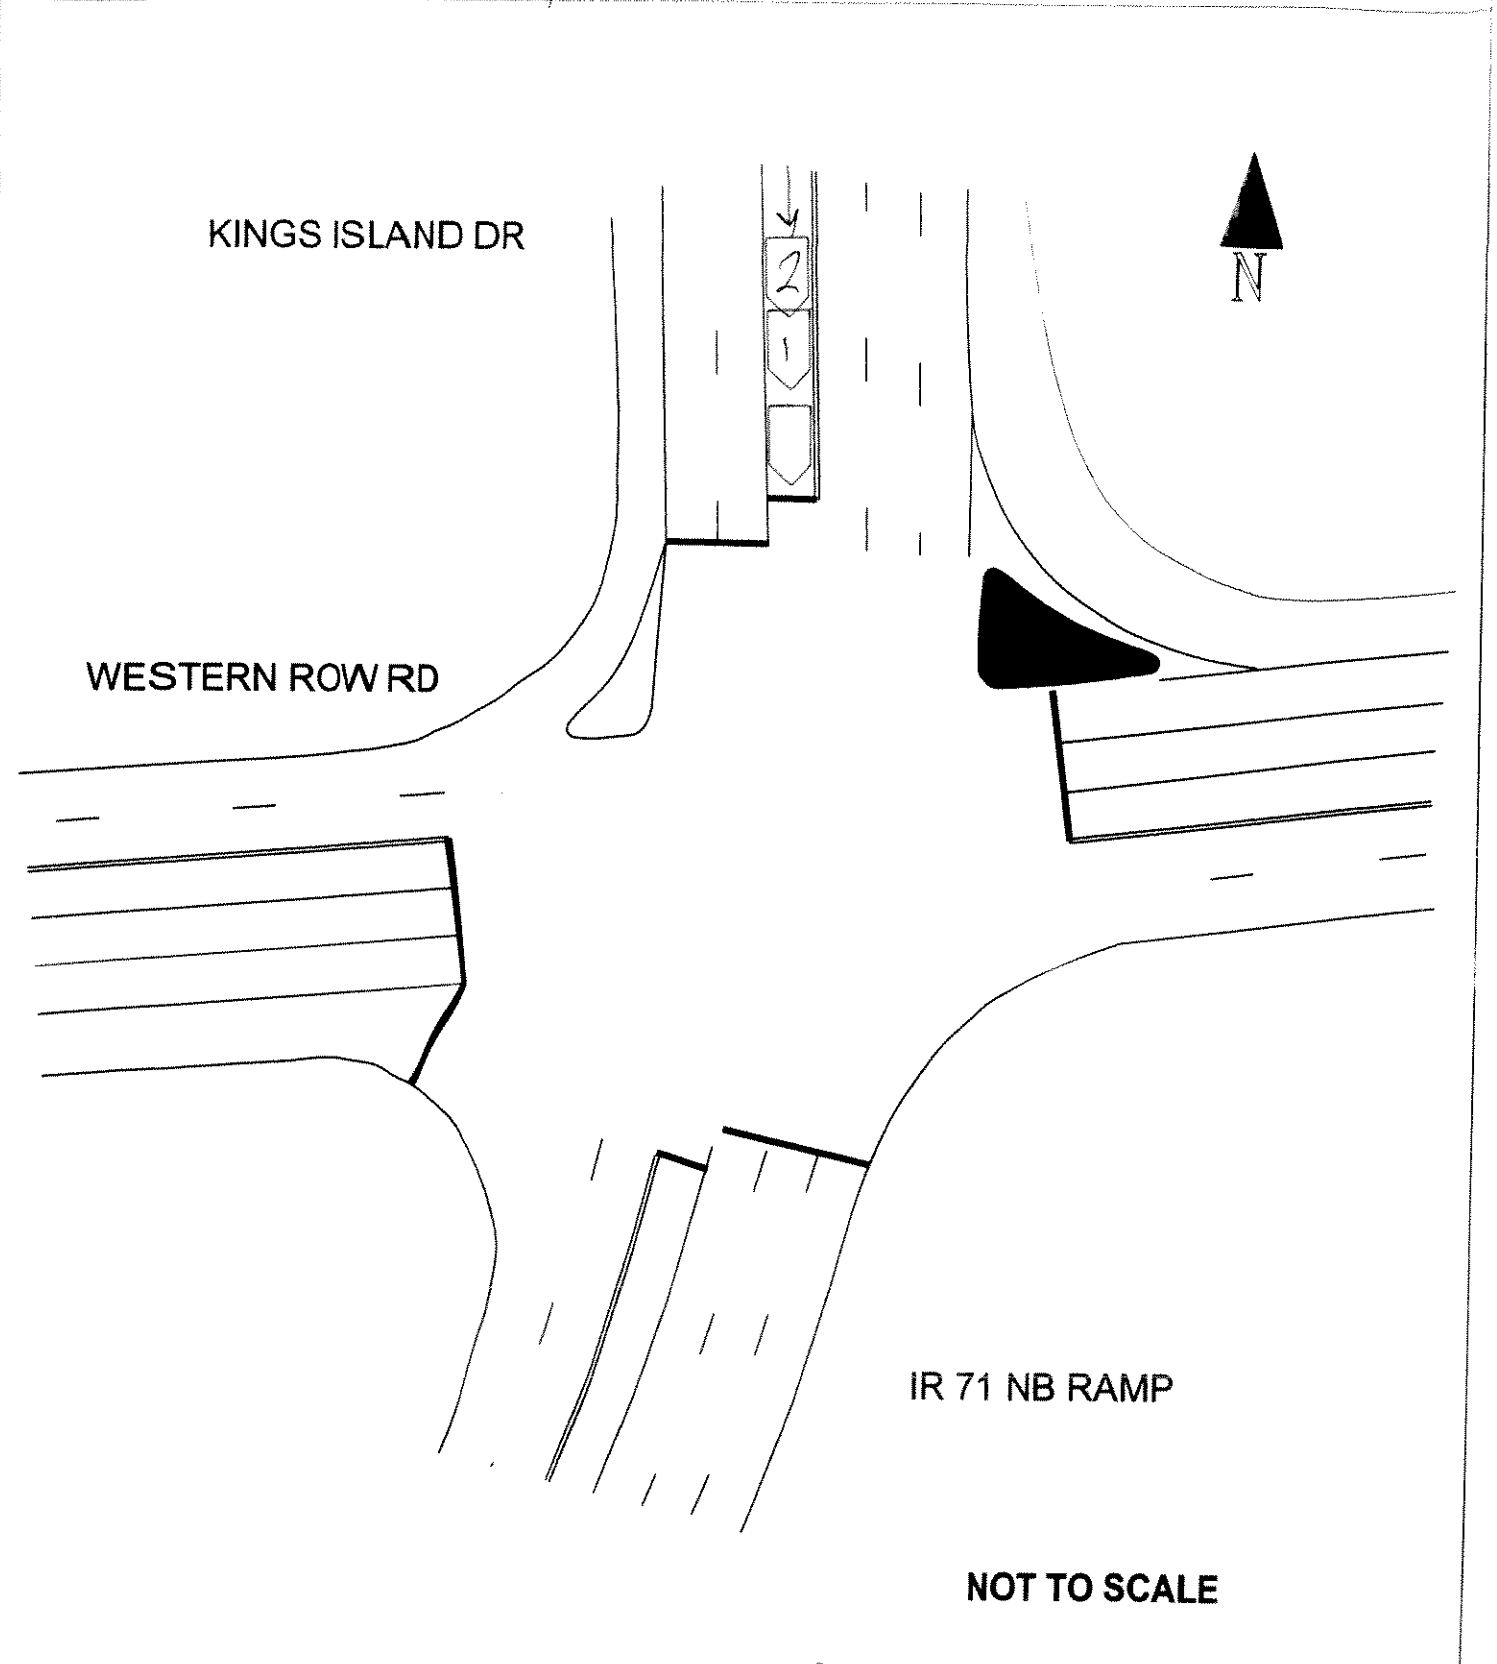 KINGS ISLAND DR
N
2
1
WESTERN ROW RD
IR 71 NB RAMP
NOT TO SCALE